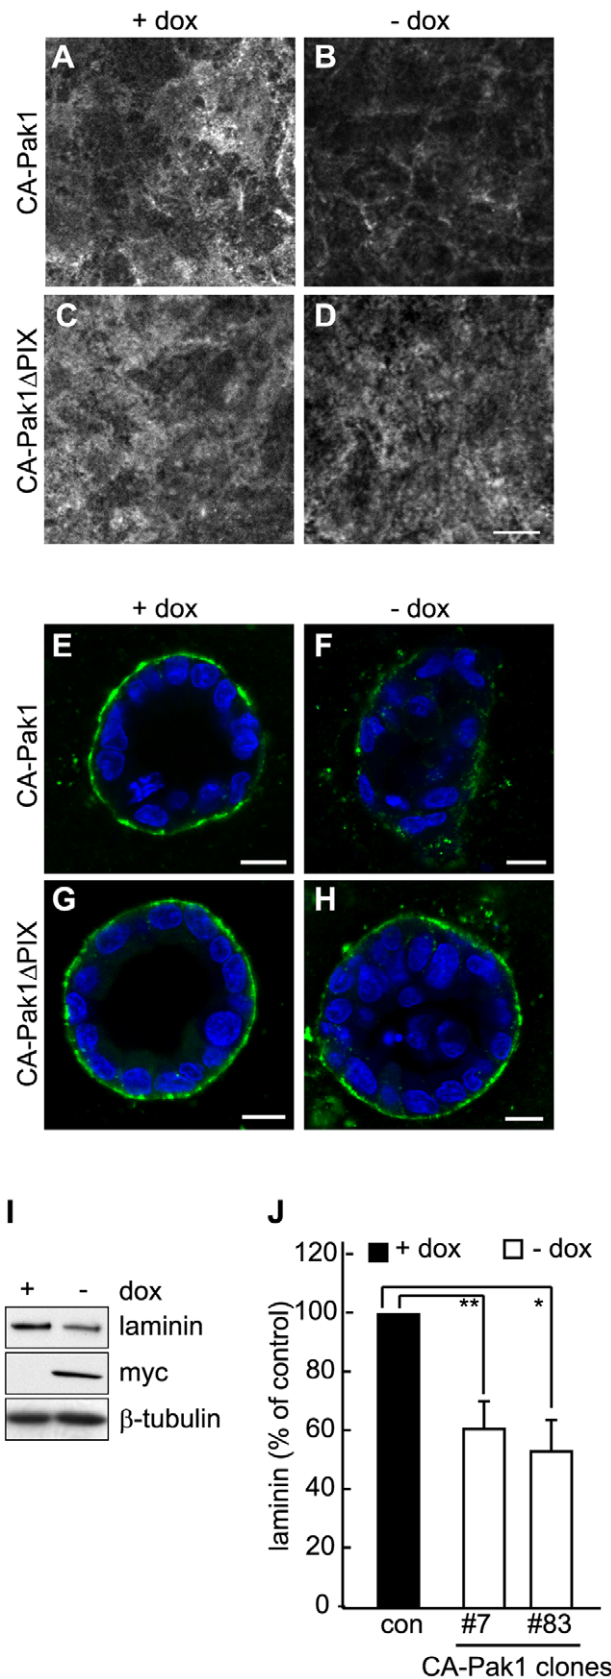 + dox - dox
A B
CA-Pak1
C D
CA-Pak1ΔPIX
+ dox - dox
E F
CA-Pak1
G H
CA-Pak1ΔPIX
I
+ - dox
laminin
myc
β-tubulin
J
+ dox - dox
120
100
80
60
40
20
0
laminin (% of control)
** *
con #7 #83
CA-Pak1 clones